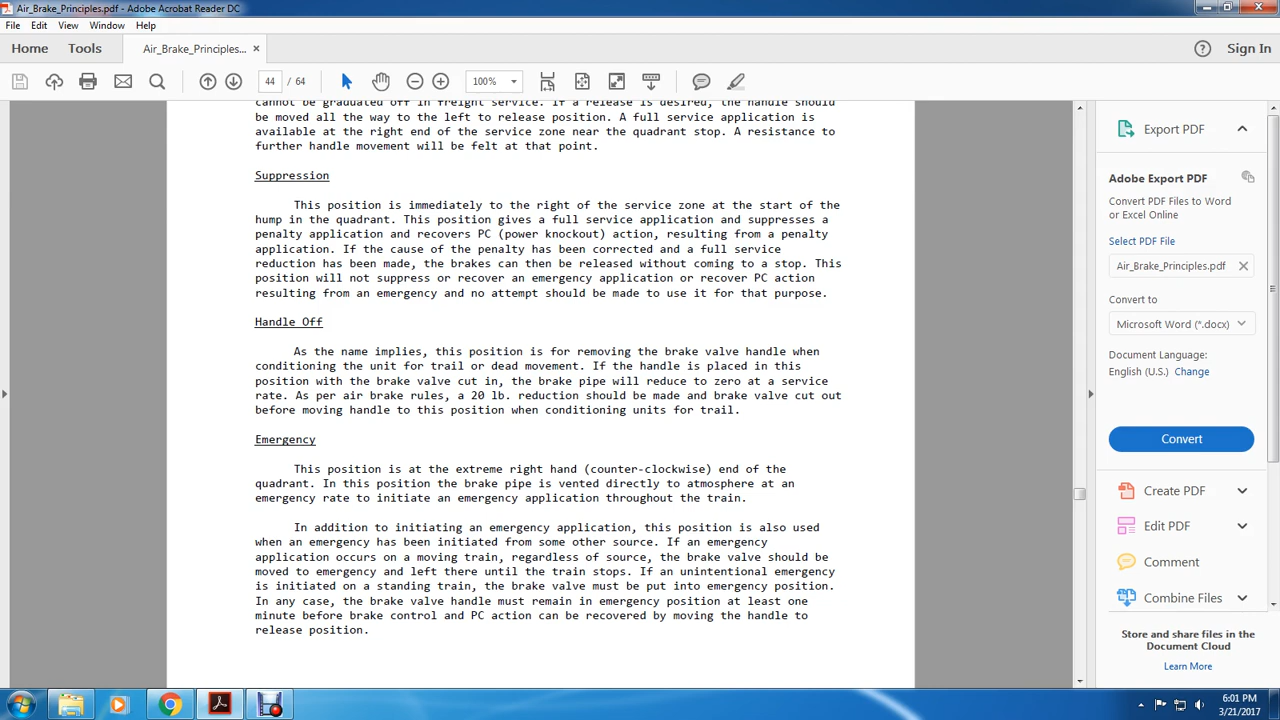 Air_Brake_Principles.pdf - Adobe Acrobat Reader DC
File Edit View Window Help
Home Tools Air_Brake_Principles... × Sign In
44 / 64 100%
cannot be graduated off in freight service. If a release is desired, the handle should
be moved all the way to the left to release position. A full service application is
available at the right end of the service zone near the quadrant stop. A resistance to
further handle movement will be felt at that point.
Suppression
This position is immediately to the right of the service zone at the start of the
hump in the quadrant. This position gives a full service application and suppresses a
penalty application and recovers PC (power knockout) action, resulting from a penalty
application. If the cause of the penalty has been corrected and a full service
reduction has been made, the brakes can then be released without coming to a stop. This
position will not suppress or recover an emergency application or recover PC action
resulting from an emergency and no attempt should be made to use it for that purpose.
Handle Off
As the name implies, this position is for removing the brake valve handle when
conditioning the unit for trail or dead movement. If the handle is placed in this
position with the brake valve cut in, the brake pipe will reduce to zero at a service
rate. As per air brake rules, a 20 lb. reduction should be made and brake valve cut out
before moving handle to this position when conditioning units for trail.
Emergency
This position is at the extreme right hand (counter-clockwise) end of the
quadrant. In this position the brake pipe is vented directly to atmosphere at an
emergency rate to initiate an emergency application throughout the train.
In addition to initiating an emergency application, this position is also used
when an emergency has been initiated from some other source. If an emergency
application occurs on a moving train, regardless of source, the brake valve should be
moved to emergency and left there until the train stops. If an unintentional emergency
is initiated on a standing train, the brake valve must be put into emergency position.
In any case, the brake valve handle must remain in emergency position at least one
minute before brake control and PC action can be recovered by moving the handle to
release position.
Export PDF
Adobe Export PDF
Convert PDF Files to Word
or Excel Online
Select PDF File
Air_Brake_Principles.pdf
Convert to
Microsoft Word (*.docx)
Document Language:
English (U.S.) Change
Convert
Create PDF
Edit PDF
Comment
Combine Files
Store and share files in the
Document Cloud
Learn More
6:01 PM
3/21/2017